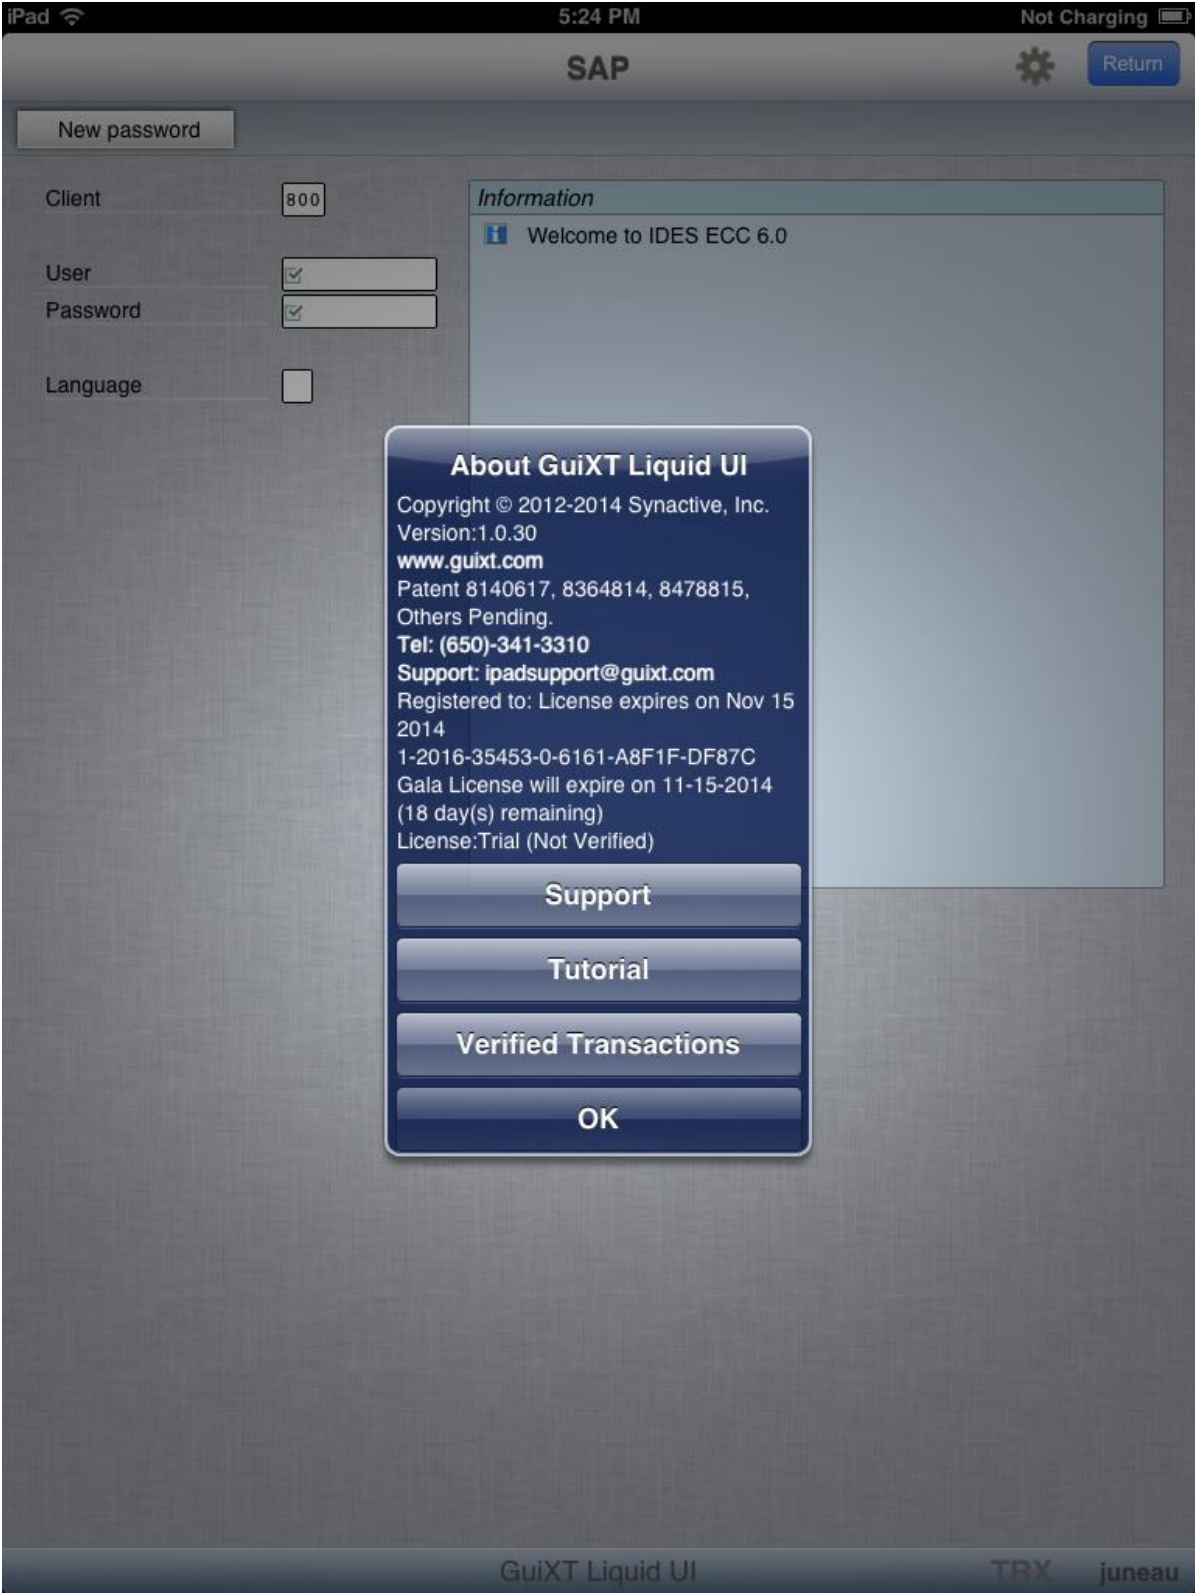 iPad 5:24 PM Not Charging
SAP Return
New password
Client 800
Information
Welcome to IDES ECC 6.0
User
Password
Language
About GuiXT Liquid UI
Copyright © 2012-2014 Synactive, Inc.
Version:1.0.30
www.guixt.com
Patent 8140617, 8364814, 8478815,
Others Pending.
Tel: (650)-341-3310
Support: ipadsupport@guixt.com
Registered to: License expires on Nov 15
2014
1-2016-35453-0-6161-A8F1F-DF87C
Gala License will expire on 11-15-2014
(18 day(s) remaining)
License:Trial (Not Verified)
Support
Tutorial
Verified Transactions
OK
GuiXT Liquid UI TRX juneau